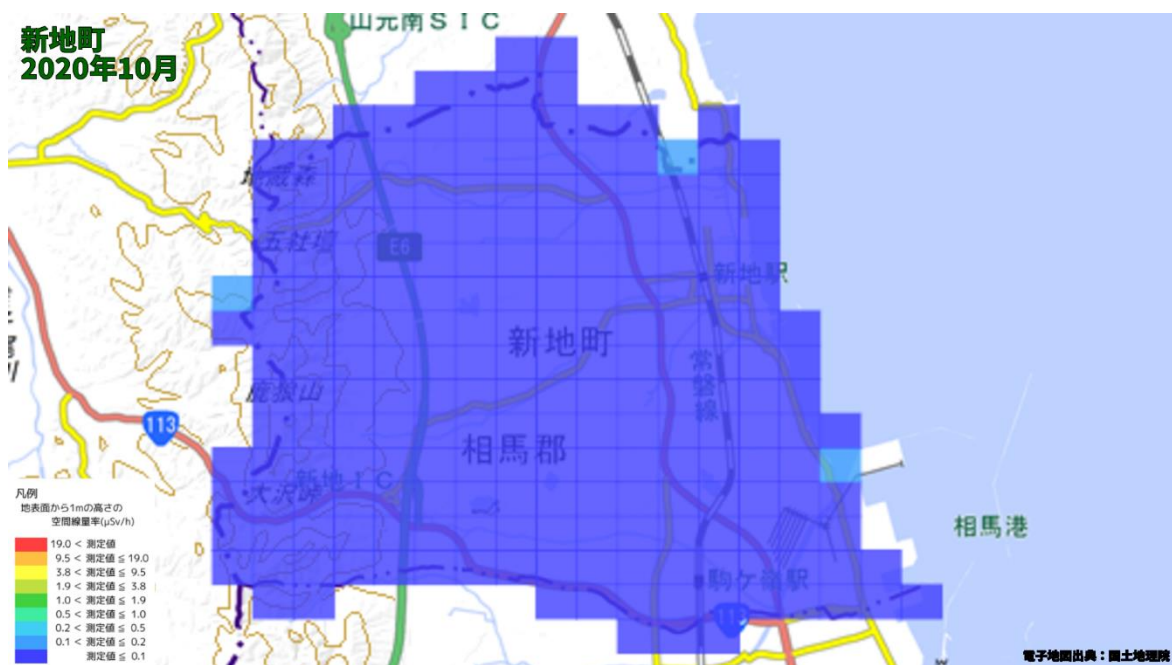 新地町
2020年10月
山元南ＳＩＣ
地蔵森
五社壇
E6
新地駅
新地町
常磐線
鹿狼山
113
相馬郡
新地ＩＣ
大沢峠
相馬港
駒ケ嶺駅
113
凡例
地表面から1mの高さの
空間線量率(μSv/h)
19.0 < 測定値
9.5 < 測定値 ≦ 19.0
3.8 < 測定値 ≦ 9.5
1.9 < 測定値 ≦ 3.8
1.0 < 測定値 ≦ 1.9
0.5 < 測定値 ≦ 1.0
0.2 < 測定値 ≦ 0.5
0.1 < 測定値 ≦ 0.2
測定値 ≦ 0.1
電子地図出典：国土地理院